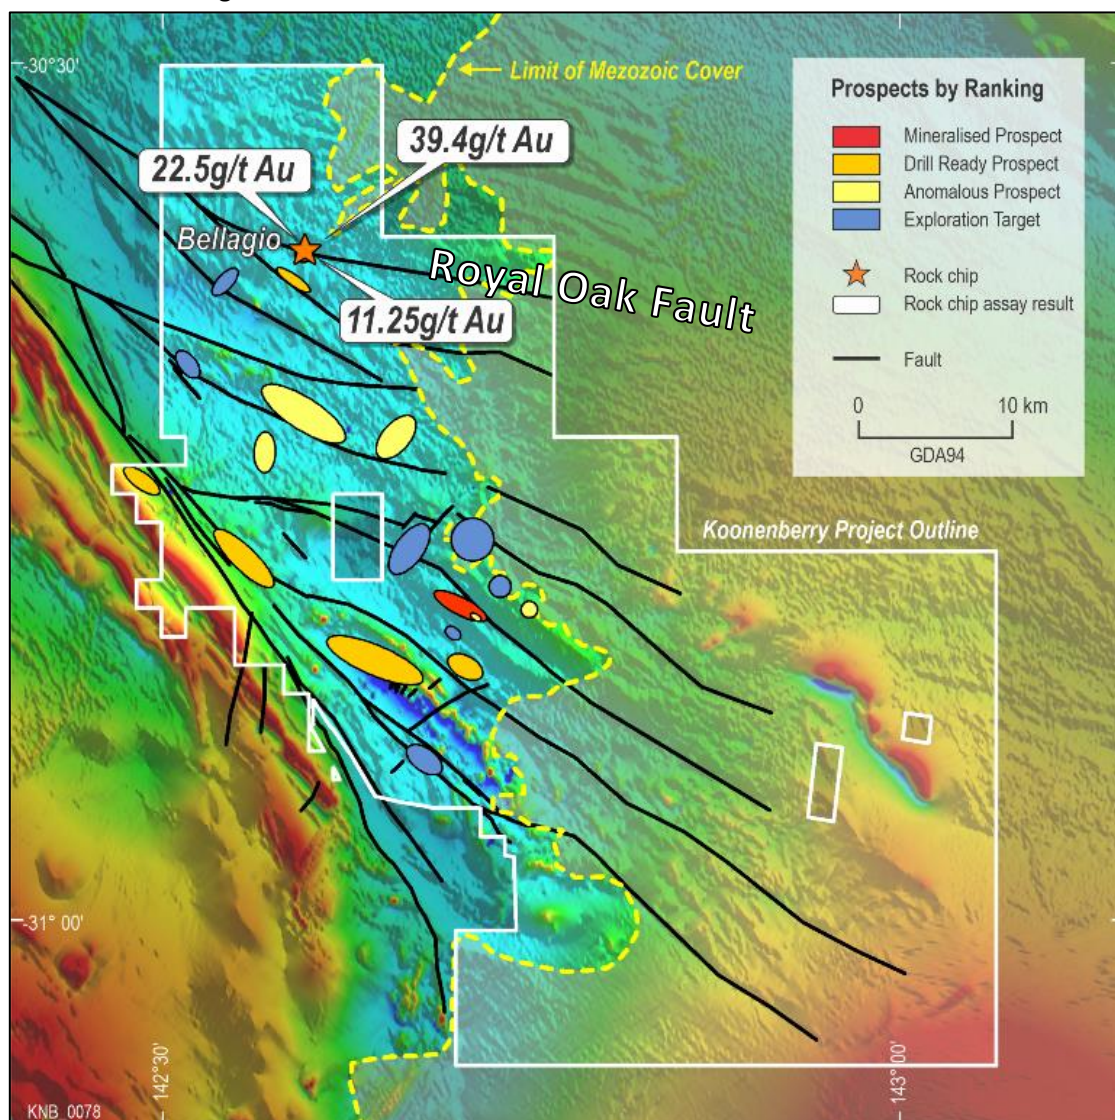 -30°30'
Limit of Mezozoic Cover
Prospects by Ranking
Mineralised Prospect
Drill Ready Prospect
Anomalous Prospect
Exploration Target
Rock chip
Rock chip assay result
Fault
0 10 km
GDA94
39.4g/t Au
22.5g/t Au
Bellagio
Royal Oak Fault
11.25g/t Au
Koonenberry Project Outline
-31° 00'
142°30'
143°00'
KNB_0078